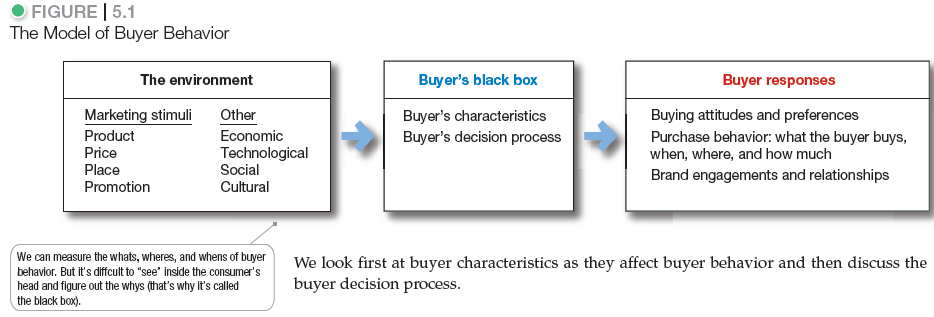 FIGURE | 5.1
The Model of Buyer Behavior
The environment
Marketing stimuli Other
Product Economic
Price Technological
Place Social
Promotion Cultural
Buyer's black box
Buyer's characteristics
Buyer's decision process
Buyer responses
Buying attitudes and preferences
Purchase behavior: what the buyer buys,
when, where, and how much
Brand engagements and relationships
We can measure the whats, wheres, and whens of buyer
behavior. But it's diffcult to “see” inside the consumer's
head and figure out the whys (that's why it's called
the black box).
We look first at buyer characteristics as they affect buyer behavior and then discuss the
buyer decision process.